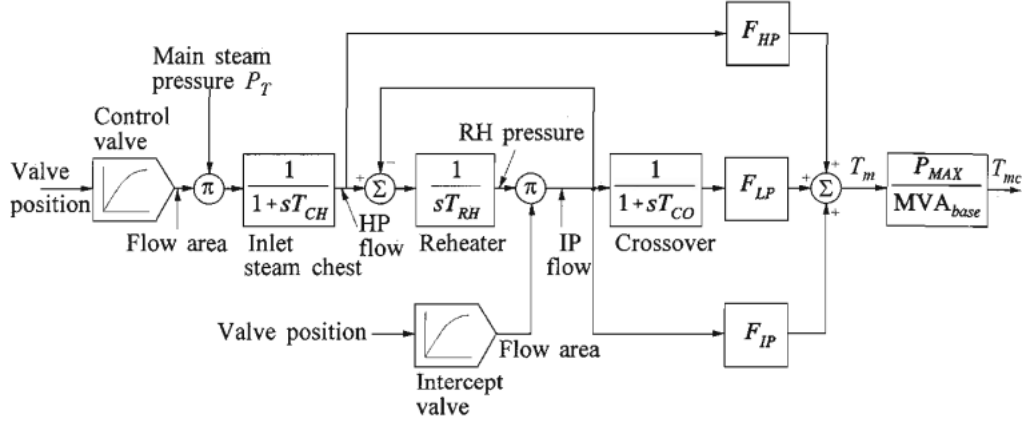 F_HP
Main steam
pressure P_T
Control
valve
RH pressure
Valve
position
π
1
1+sT_CH
+
−
Σ
1
sT_RH
π
1
1+sT_CO
F_LP
+
+
+
Σ
T_m
P_MAX
MVA_base
T_mc
Flow area
Inlet
steam chest
HP
flow
Reheater
IP
flow
Crossover
Valve position
Flow area
F_IP
Intercept
valve